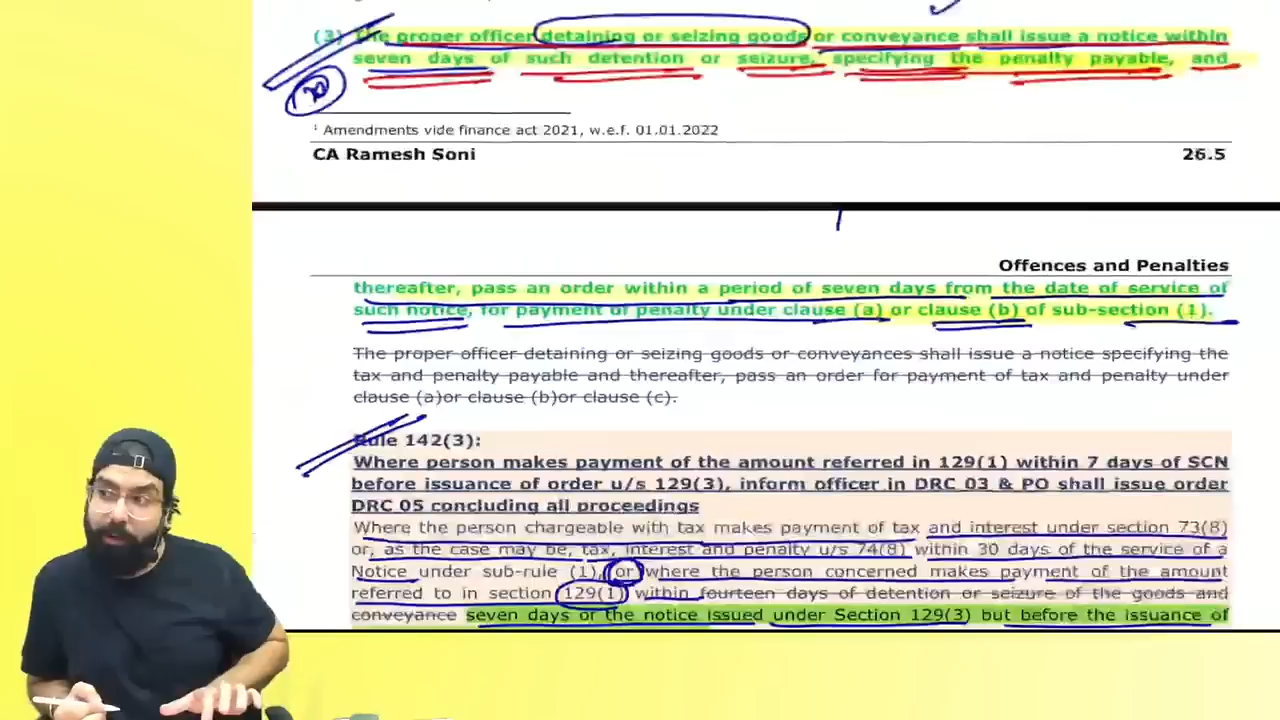 (3) The proper officer detaining or seizing goods or conveyance shall issue a notice within
seven days of such detention or seizure, specifying the penalty payable, and
1 Amendments vide finance act 2021, w.e.f. 01.01.2022
CA Ramesh Soni 26.5
Offences and Penalties
thereafter, pass an order within a period of seven days from the date of service of
such notice, for payment of penalty under clause (a) or clause (b) of sub-section (1).
The proper officer detaining or seizing goods or conveyances shall issue a notice specifying the
tax and penalty payable and thereafter, pass an order for payment of tax and penalty under
clause (a)or clause (b)or clause (c).
Rule 142(3):
Where person makes payment of the amount referred in 129(1) within 7 days of SCN
before issuance of order u/s 129(3), inform officer in DRC 03 & PO shall issue order
DRC 05 concluding all proceedings
Where the person chargeable with tax makes payment of tax and interest under section 73(8)
or, as the case may be, tax, interest and penalty u/s 74(8) within 30 days of the service of a
Notice under sub-rule (1), or where the person concerned makes payment of the amount
referred to in section 129(1) within fourteen days of detention or seizure of the goods and
conveyance seven days of the notice issued under Section 129(3) but before the issuance of